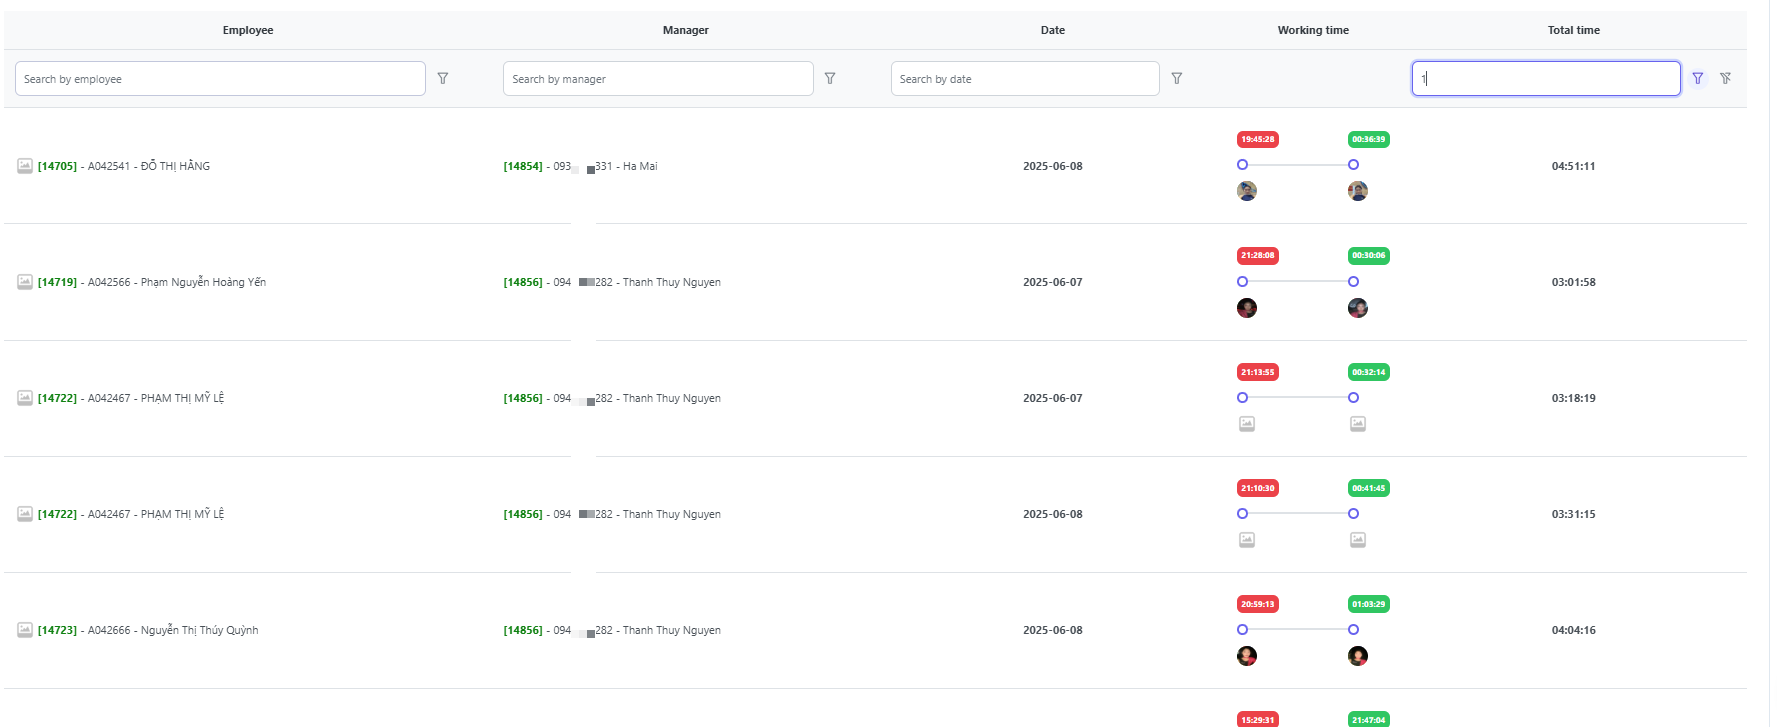 Employee Manager Date Working time Total time
Search by employee Search by manager Search by date 1
19:45:28 00:36:39
[14705] - A042541 - ĐỖ THỊ HẰNG [14854] - 093 331 - Ha Mai 2025-06-08 04:51:11
21:28:08 00:30:06
[14719] - A042566 - Phạm Nguyễn Hoàng Yến [14856] - 094 282 - Thanh Thuy Nguyen 2025-06-07 03:01:58
21:13:55 00:32:14
[14722] - A042467 - PHẠM THỊ MỸ LỆ [14856] - 094 282 - Thanh Thuy Nguyen 2025-06-07 03:18:19
21:10:30 00:41:45
[14722] - A042467 - PHẠM THỊ MỸ LỆ [14856] - 094 282 - Thanh Thuy Nguyen 2025-06-08 03:31:15
20:59:13 01:03:29
[14723] - A042666 - Nguyễn Thị Thúy Quỳnh [14856] - 094 282 - Thanh Thuy Nguyen 2025-06-08 04:04:16
15:29:31 21:47:04